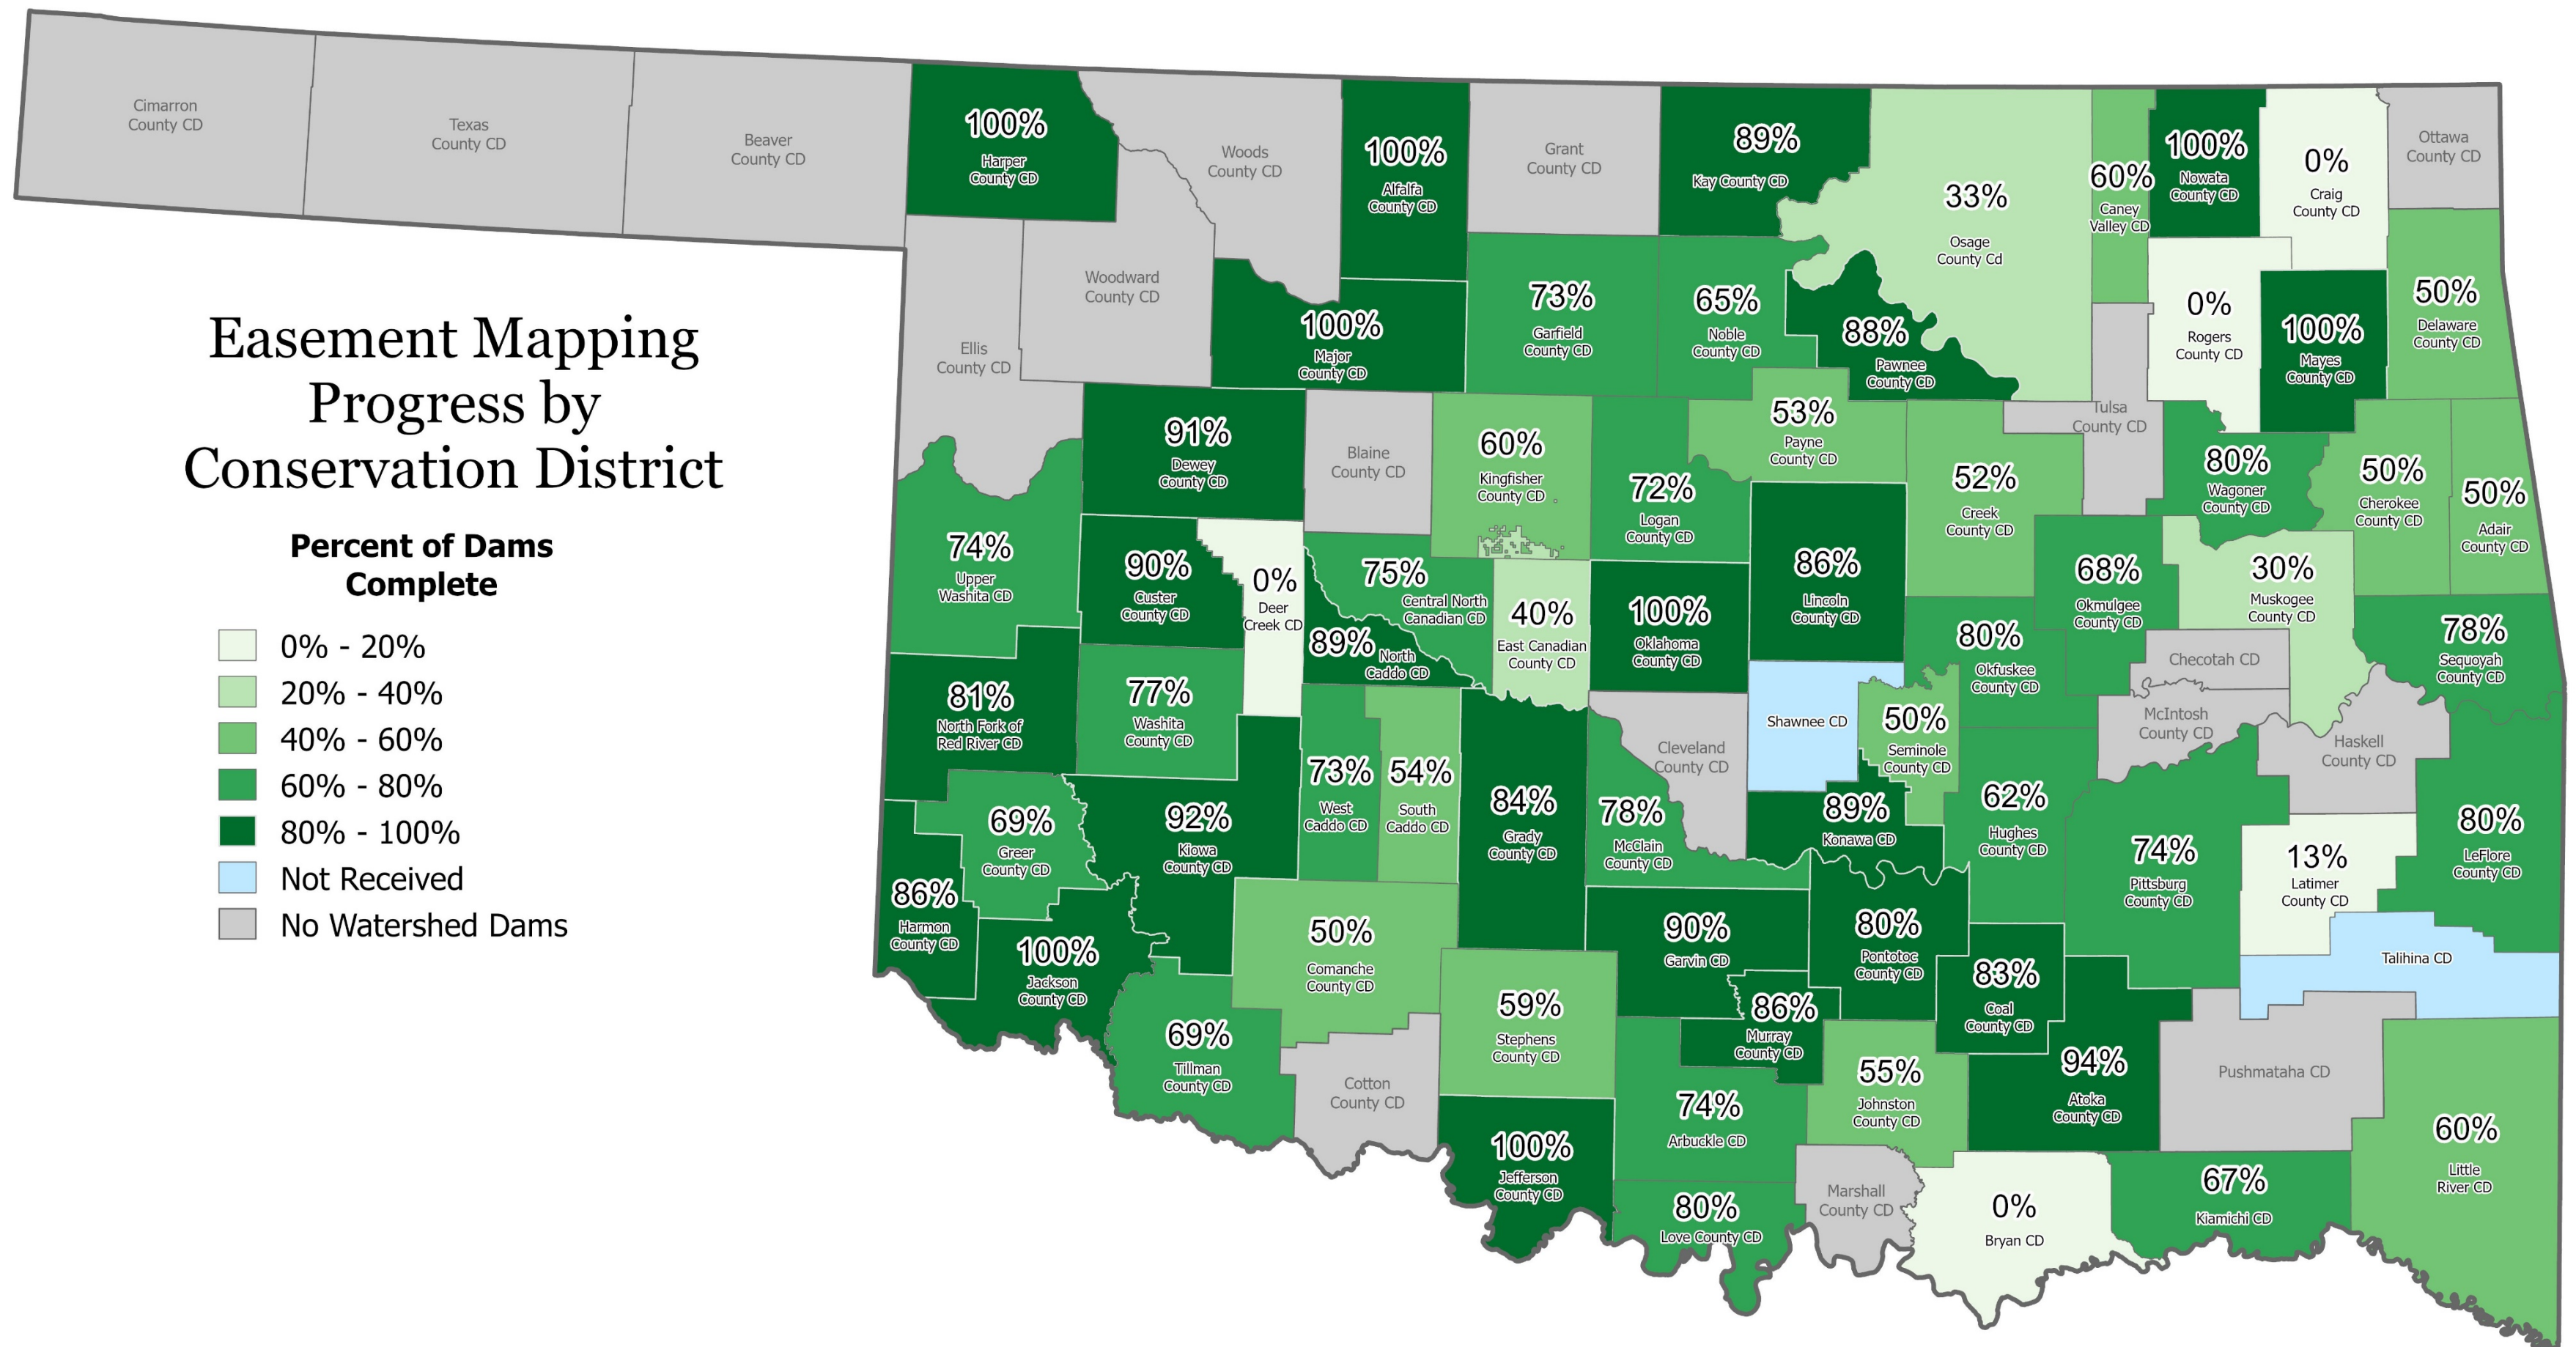 Easement Mapping
Progress by
Conservation District
Percent of Dams
Complete
0% - 20%
20% - 40%
40% - 60%
60% - 80%
80% - 100%
Not Received
No Watershed Dams
Cimarron
County CD
Texas
County CD
Beaver
County CD
100%
Harper
County CD
Woods
County CD
100%
Alfalfa
County CD
Grant
County CD
89%
Kay County CD
33%
Osage
County Cd
60%
Caney
Valley CD
100%
Nowata
County CD
0%
Craig
County CD
Ottawa
County CD
Ellis
County CD
Woodward
County CD
100%
Major
County CD
73%
Garfield
County CD
65%
Noble
County CD
88%
Pawnee
County CD
0%
Rogers
County CD
100%
Mayes
County CD
50%
Delaware
County CD
91%
Dewey
County CD
Blaine
County CD
60%
Kingfisher
County CD
72%
Logan
County CD
53%
Payne
County CD
52%
Creek
County CD
Tulsa
County CD
80%
Wagoner
County CD
50%
Cherokee
County CD
50%
Adair
County CD
74%
Upper
Washita CD
90%
Custer
County CD
0%
Deer
Creek CD
75%
Central North
Canadian CD
89%
North
Caddo CD
40%
East Canadian
County CD
100%
Oklahoma
County CD
86%
Lincoln
County CD
80%
Okfuskee
County CD
68%
Okmulgee
County CD
30%
Muskogee
County CD
Checotah CD
78%
Sequoyah
County CD
81%
North Fork of
Red River CD
77%
Washita
County CD
73%
West
Caddo CD
54%
South
Caddo CD
84%
Grady
County CD
Cleveland
County CD
78%
McClain
County CD
Shawnee CD
50%
Seminole
County CD
89%
Konawa CD
62%
Hughes
County CD
McIntosh
County CD
Haskell
County CD
74%
Pittsburg
County CD
13%
Latimer
County CD
80%
LeFlore
County CD
69%
Greer
County CD
92%
Kiowa
County CD
86%
Harmon
County CD
100%
Jackson
County CD
50%
Comanche
County CD
90%
Garvin CD
80%
Pontotoc
County CD
83%
Coal
County CD
Talihina CD
69%
Tillman
County CD
Cotton
County CD
59%
Stephens
County CD
86%
Murray
County CD
55%
Johnston
County CD
94%
Atoka
County CD
Pushmataha CD
74%
Arbuckle CD
100%
Jefferson
County CD
80%
Love County CD
Marshall
County CD
0%
Bryan CD
67%
Kiamichi CD
60%
Little
River CD